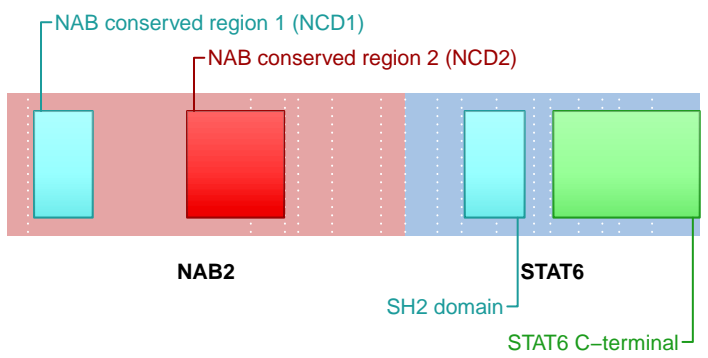 NAB conserved region 1 (NCD1)
NAB conserved region 2 (NCD2)
NAB2
STAT6
SH2 domain
STAT6 C−terminal